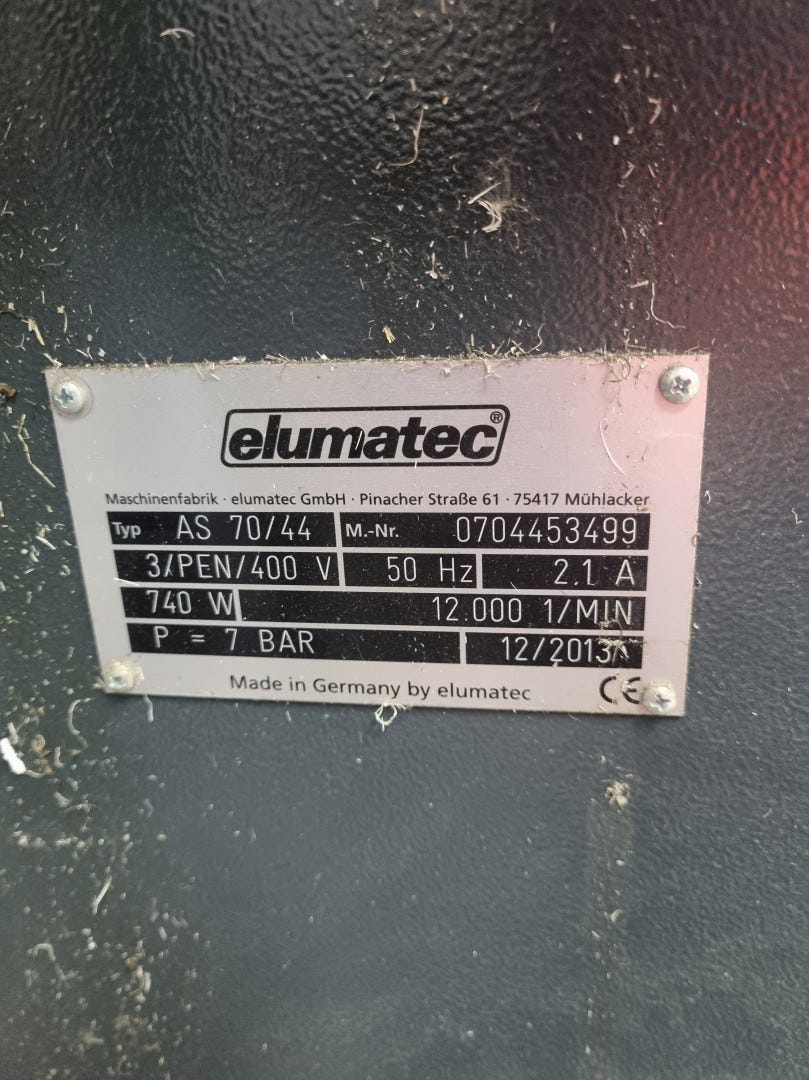 elumatec®
Maschinenfabrik · elumatec GmbH · Pinacher Straße 61 · 75417 Mühlacker
Typ AS 70/44 M.-Nr. 0704453499
3/PEN/400 V 50 Hz 2.1 A
740 W 12.000 1/MIN
P = 7 BAR 12/2013
Made in Germany by elumatec CE